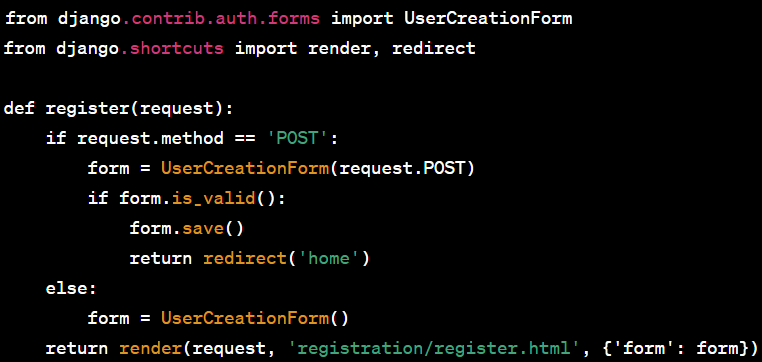 from django.contrib.auth.forms import UserCreationForm
from django.shortcuts import render, redirect

def register(request):
    if request.method == 'POST':
        form = UserCreationForm(request.POST)
        if form.is_valid():
            form.save()
            return redirect('home')
    else:
        form = UserCreationForm()
    return render(request, 'registration/register.html', {'form': form})